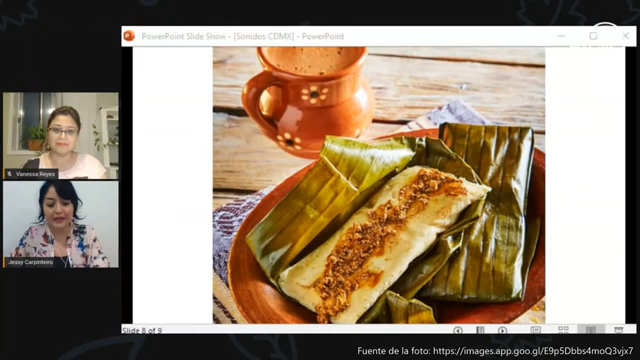 PowerPoint Slide Show - [Sonidos CDMX] - PowerPoint
Vanessa Reyes
Jessy Carpinteiro
Slide 8 of 9
Fuente de la foto: https://images.app.goo.gl/E9p5Dbbs4moQ3vjx7